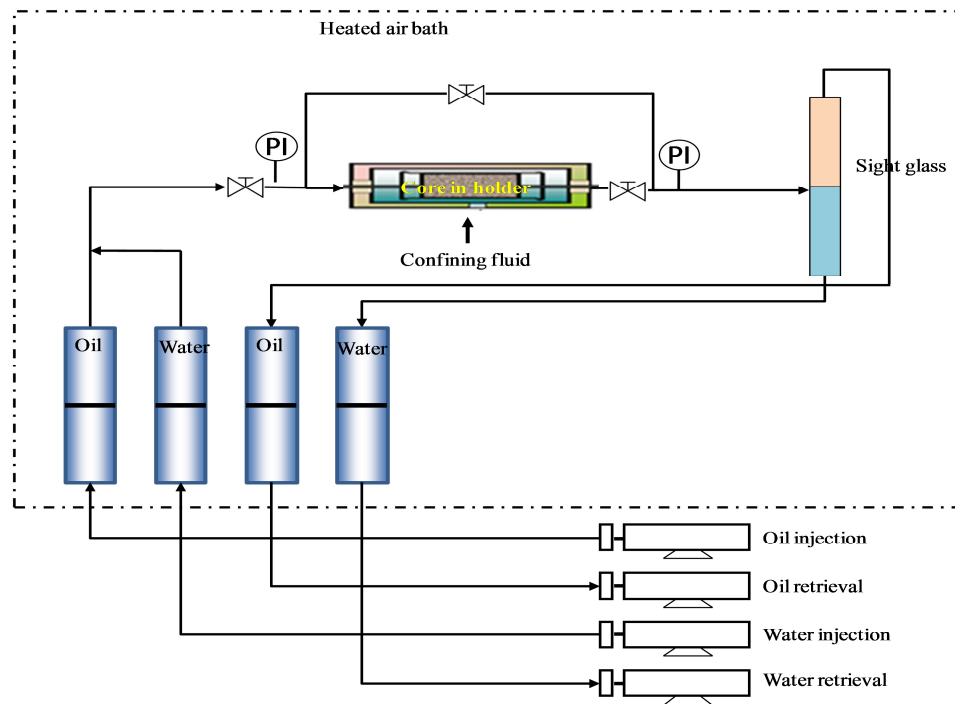 Heated air bath
PI
PI
Sight glass
Core in holder
Confining fluid
Oil
Water
Oil
Water
Oil injection
Oil retrieval
Water injection
Water retrieval